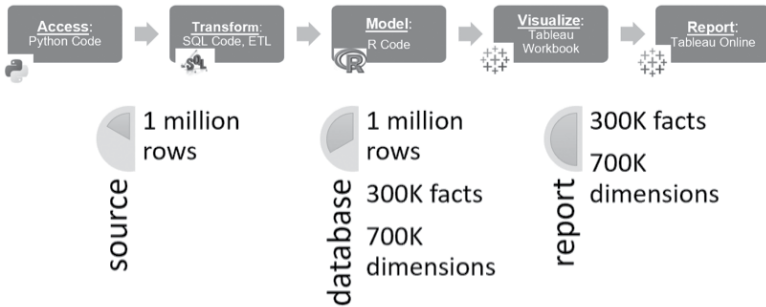 Access:
Python Code
Transform:
SQL Code, ETL
Model:
R Code
Visualize:
Tableau
Workbook
Report:
Tableau Online
SQL
R
source
1 million
rows
database
1 million
rows
300K facts
700K
dimensions
report
300K facts
700K
dimensions